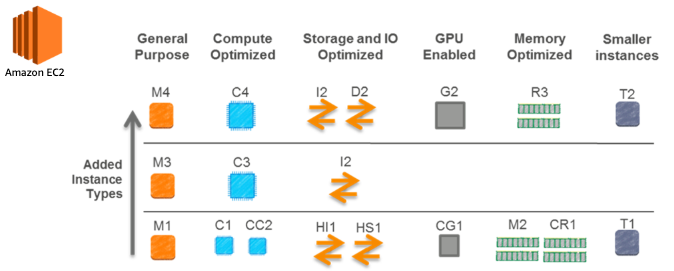 General Compute Storage and IO GPU Memory Smaller
Purpose Optimized Optimized Enabled Optimized instances
Amazon EC2
M4 C4 I2 D2 G2 R3 T2
Added
Instance
Types
M3 C3 I2
M1 C1 CC2 HI1 HS1 CG1 M2 CR1 T1